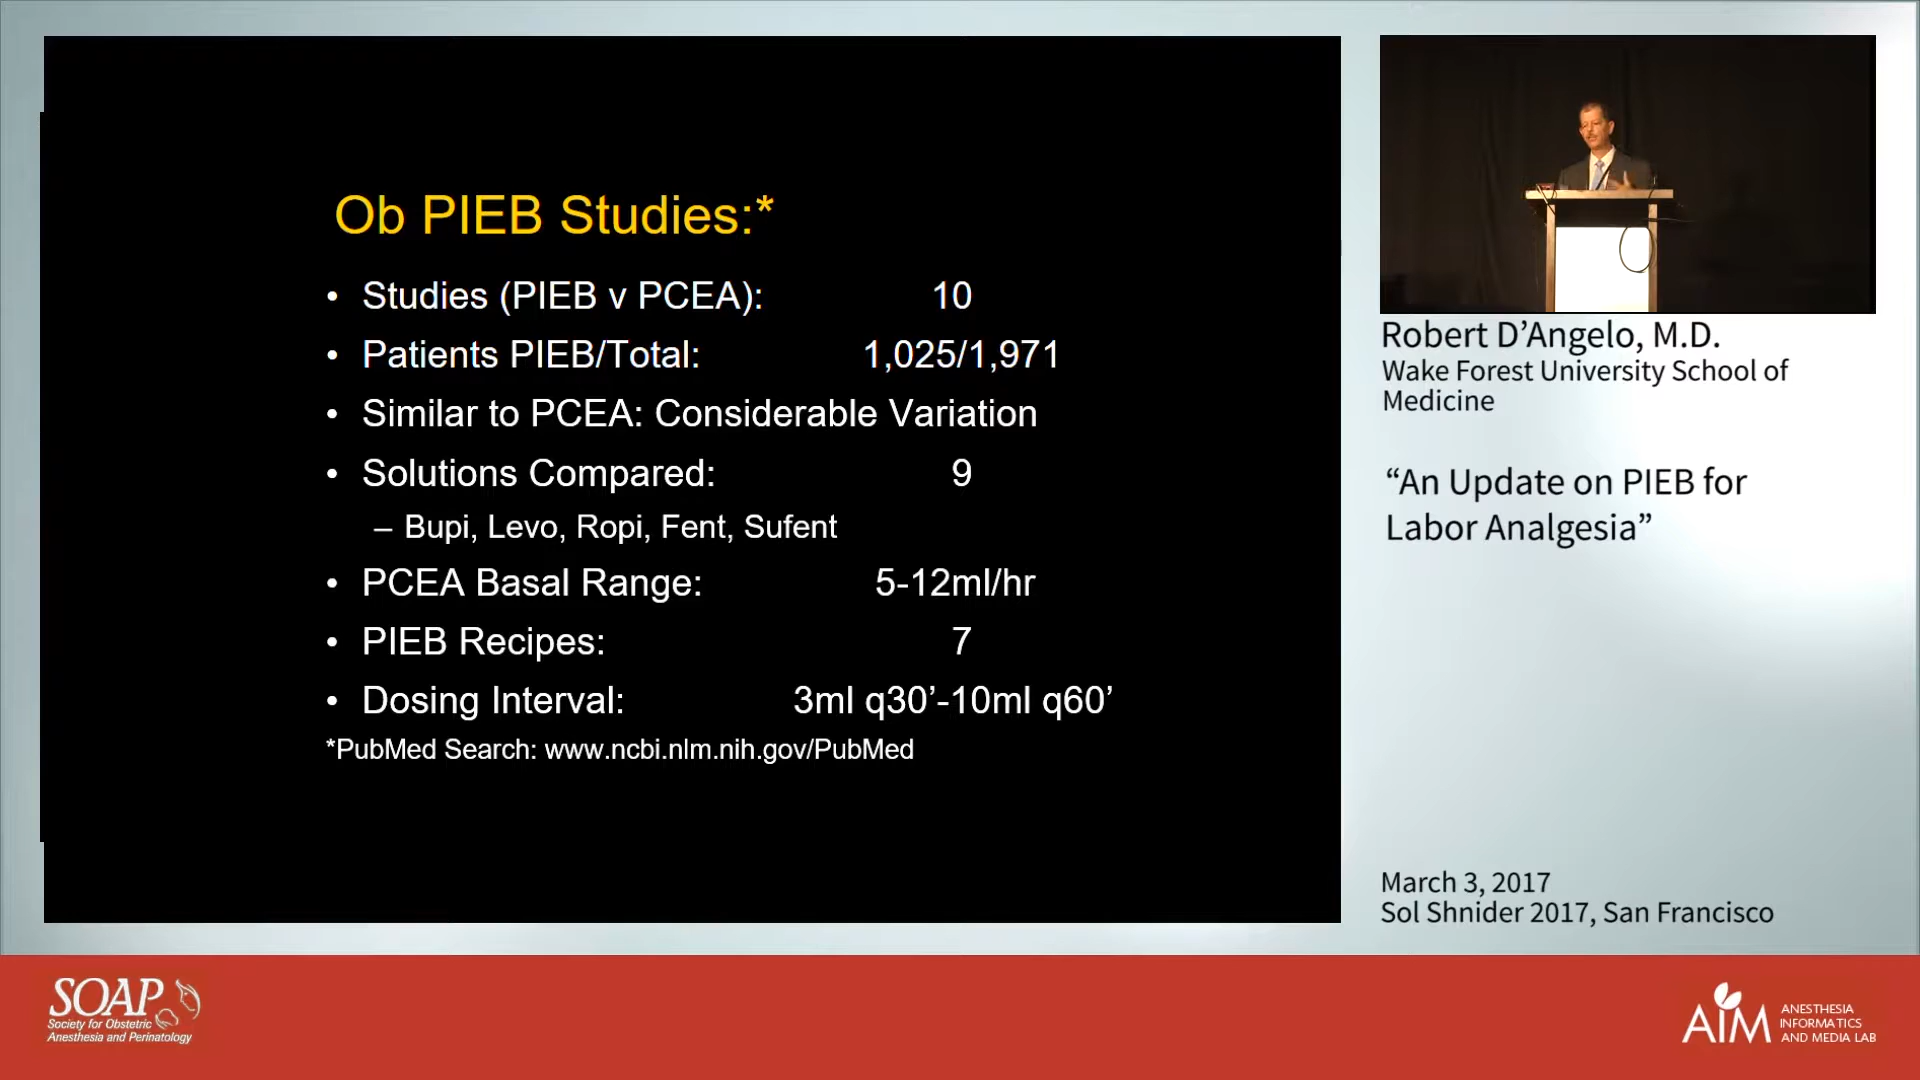 Ob PIEB Studies:*
• Studies (PIEB v PCEA): 10
• Patients PIEB/Total: 1,025/1,971
• Similar to PCEA: Considerable Variation
• Solutions Compared: 9
– Bupi, Levo, Ropi, Fent, Sufent
• PCEA Basal Range: 5-12ml/hr
• PIEB Recipes: 7
• Dosing Interval: 3ml q30’-10ml q60’
*PubMed Search: www.ncbi.nlm.nih.gov/PubMed
Robert D’Angelo, M.D.
Wake Forest University School of
Medicine
“An Update on PIEB for
Labor Analgesia”
March 3, 2017
Sol Shnider 2017, San Francisco
SOAP
Society for Obstetric
Anesthesia and Perinatology
AIM
ANESTHESIA
INFORMATICS
AND MEDIA LAB